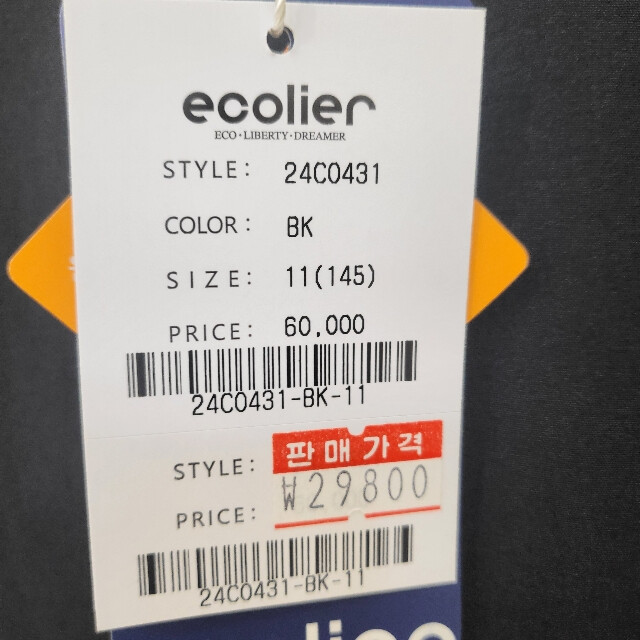 ecolier
ECO·LIBERTY·DREAMER
STYLE: 24C0431
COLOR: BK
SIZE: 11(145)
PRICE: 60,000
24C0431-BK-11
판매가격
STYLE:
₩29800
PRICE:
24C0431-BK-11